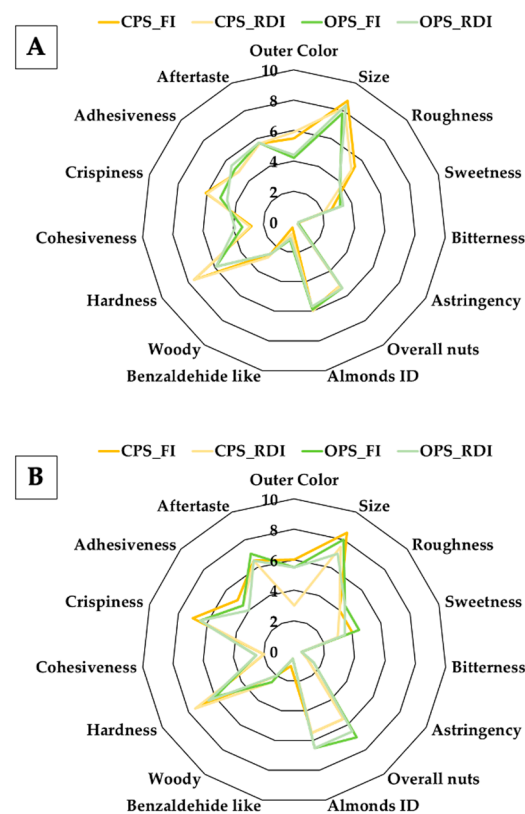 CPS_FI CPS_RDI OPS_FI OPS_RDI
A
Outer Color
10
Aftertaste
Size
8
Adhesiveness
Roughness
6
4
Crispiness
Sweetness
2
0
Cohesiveness
Bitterness
Hardness
Astringency
Woody
Overall nuts
Benzaldehide like
Almonds ID
CPS_FI CPS_RDI OPS_FI OPS_RDI
B
Outer Color
10
Aftertaste
Size
8
Adhesiveness
Roughness
6
4
Crispiness
Sweetness
2
0
Cohesiveness
Bitterness
Hardness
Astringency
Woody
Overall nuts
Benzaldehide like
Almonds ID